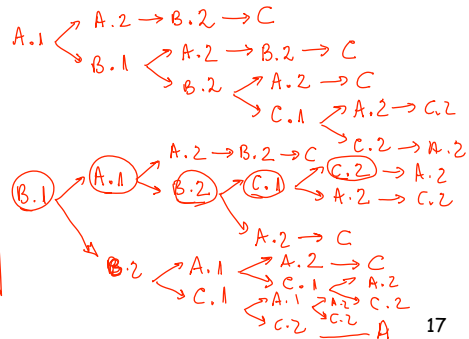 A.2 → B.2 → C
A.1
A.2 → B.2 → C
B.1
B.2
A.2 → C
C.1
A.2 → C.2
C.2 → A.2
A.2 → B.2 → C
A.1
C.2 → A.2
B.1
B.2
C.1
A.2 → C.2
A.2 → C
B.2
A.1
A.2 → C
C.1
A.2
C.2
C.1
A.1
A.2
C.2
C.2
A
17